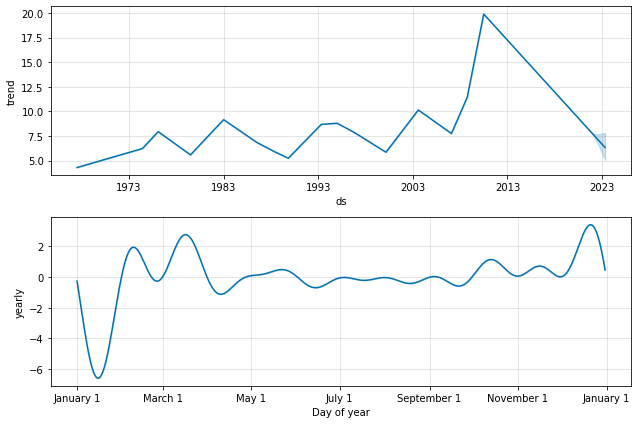 20.0
17.5
15.0
12.5
10.0
7.5
5.0
trend
1973 1983 1993 2003 2013 2023
ds
2
0
−2
−4
−6
yearly
January 1 March 1 May 1 July 1 September 1 November 1 January 1
Day of year